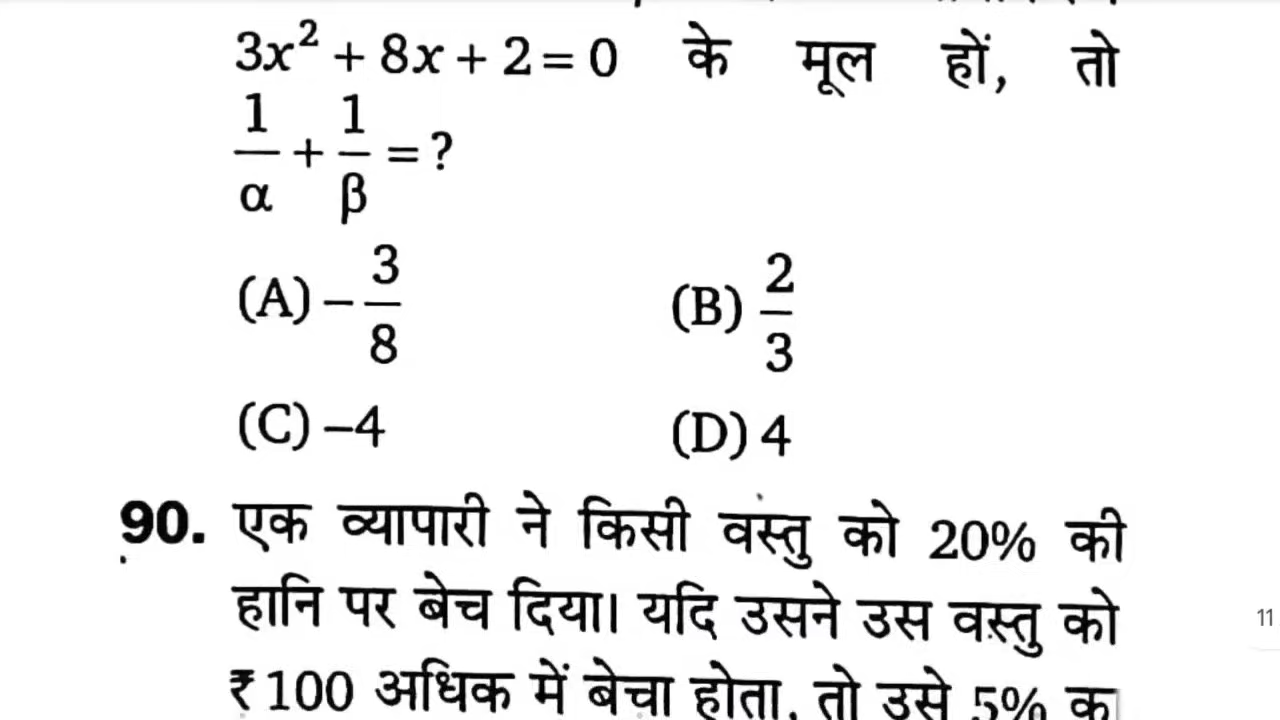 3x² + 8x + 2 = 0 के मूल हों, तो
1/α + 1/β = ?
(A) –3/8 (B) 2/3
(C) –4 (D) 4
90. एक व्यापारी ने किसी वस्तु को 20% की
हानि पर बेच दिया। यदि उसने उस वस्तु को
₹100 अधिक में बेचा होता, तो उसे 5% क
11